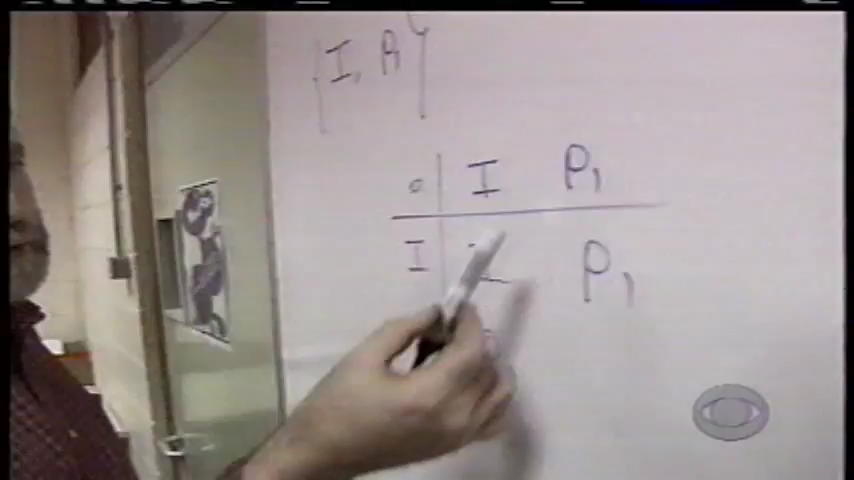 {I, P₁}
∘ I P₁
I I P₁